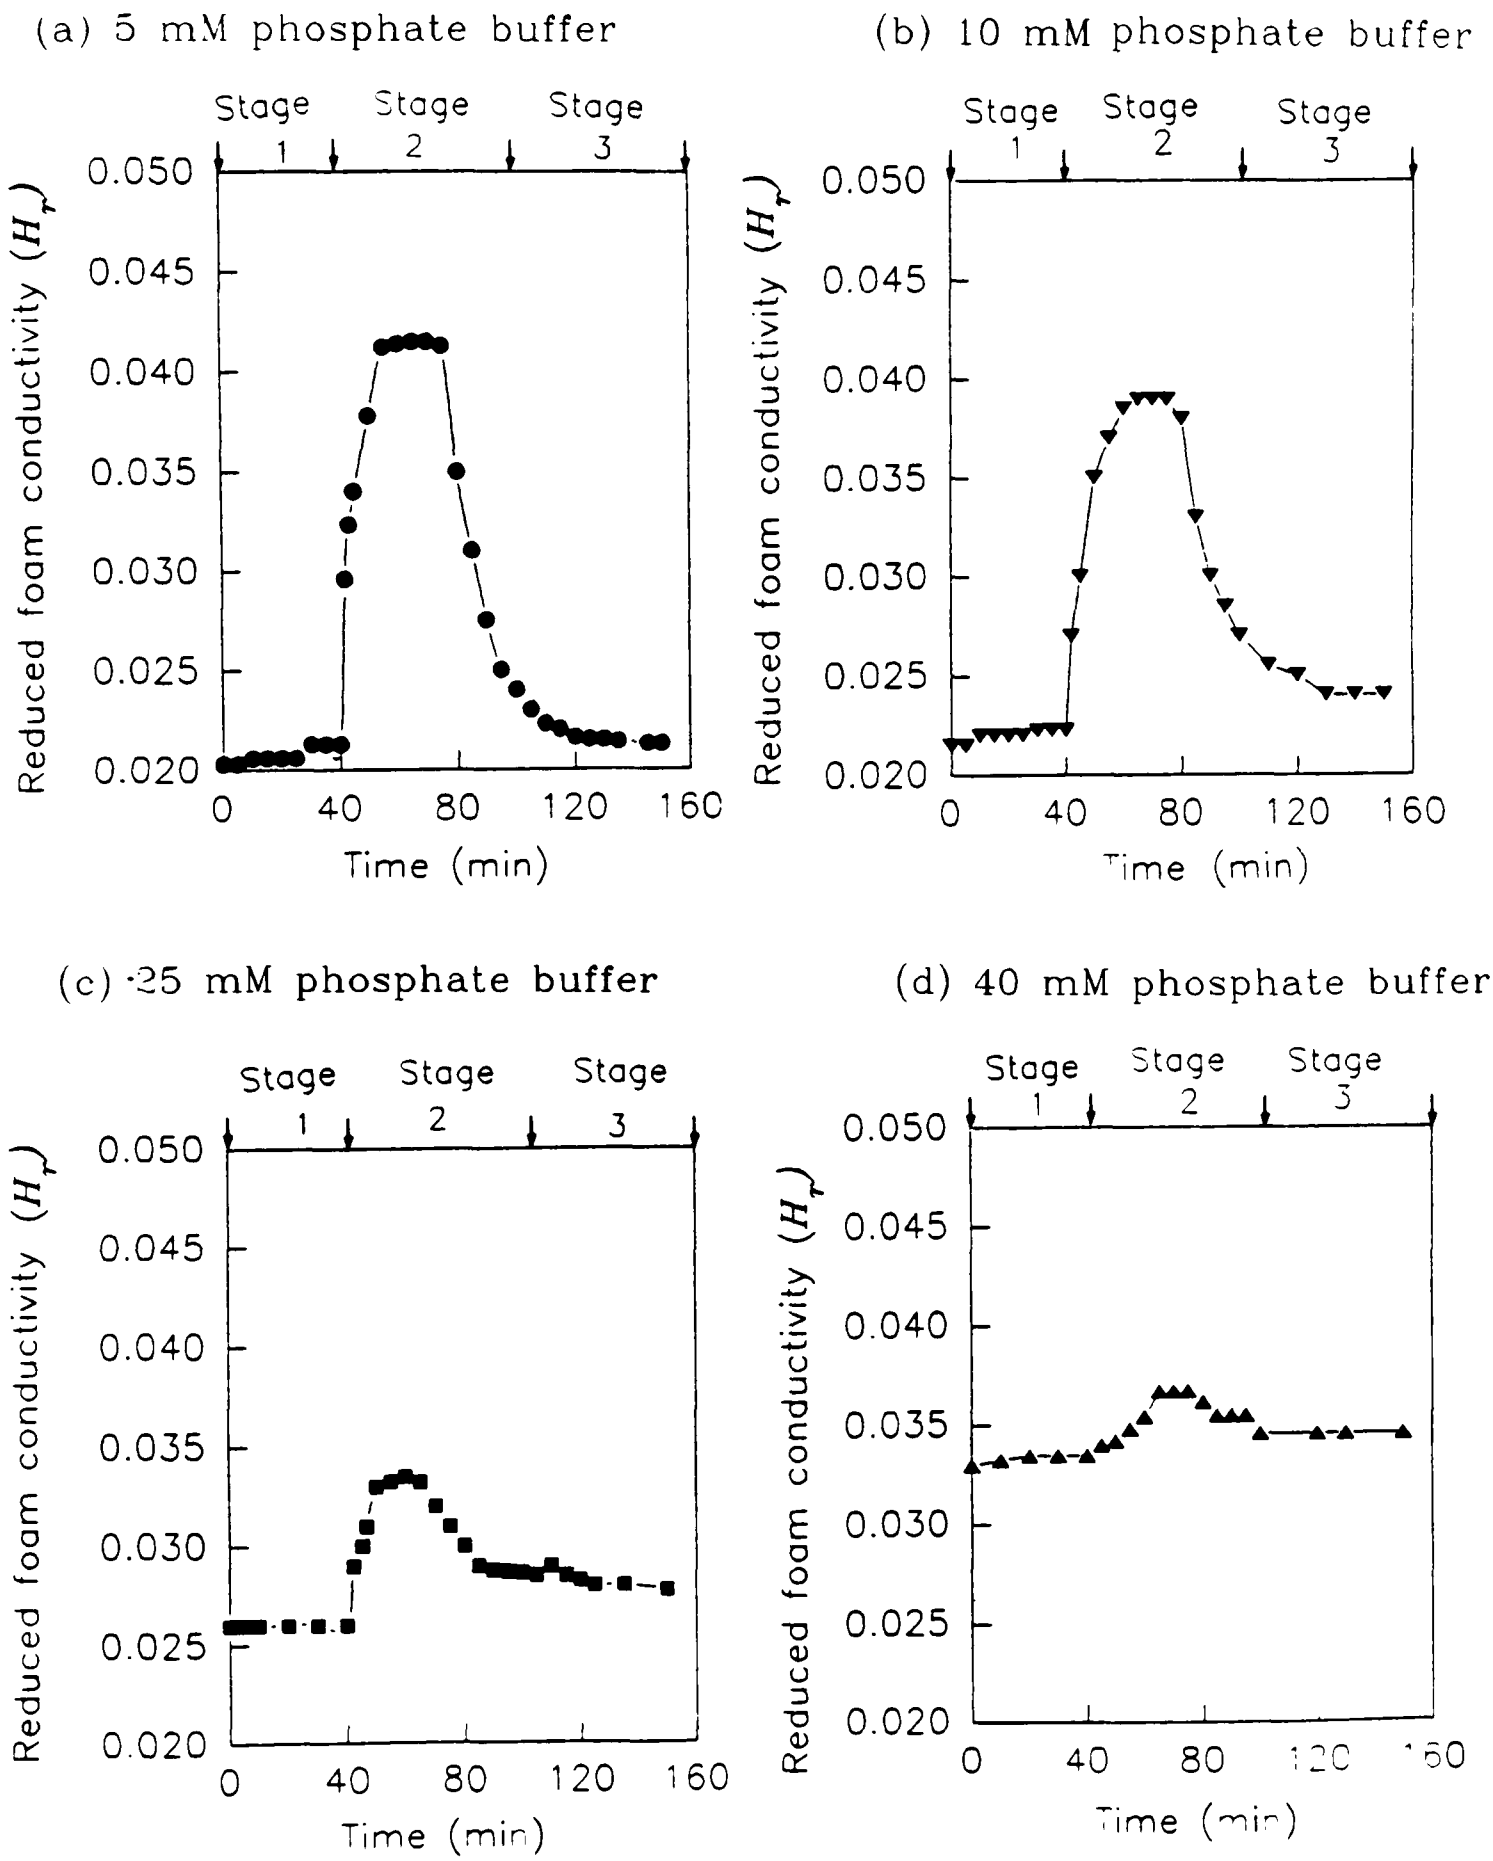 (a) 5 mM phosphate buffer
Stage 1
Stage 2
Stage 3
Reduced foam conductivity (H_r)
0.050
0.045
0.040
0.035
0.030
0.025
0.020
0 40 80 120 160
Time (min)
(b) 10 mM phosphate buffer
Stage 1
Stage 2
Stage 3
Reduced foam conductivity (H_r)
0.050
0.045
0.040
0.035
0.030
0.025
0.020
0 40 80 120 160
Time (min)
(c) 25 mM phosphate buffer
Stage 1
Stage 2
Stage 3
Reduced foam conductivity (H_r)
0.050
0.045
0.040
0.035
0.030
0.025
0.020
0 40 80 120 160
Time (min)
(d) 40 mM phosphate buffer
Stage 1
Stage 2
Stage 3
Reduced foam conductivity (H_r)
0.050
0.045
0.040
0.035
0.030
0.025
0.020
0 40 80 120 160
Time (min)